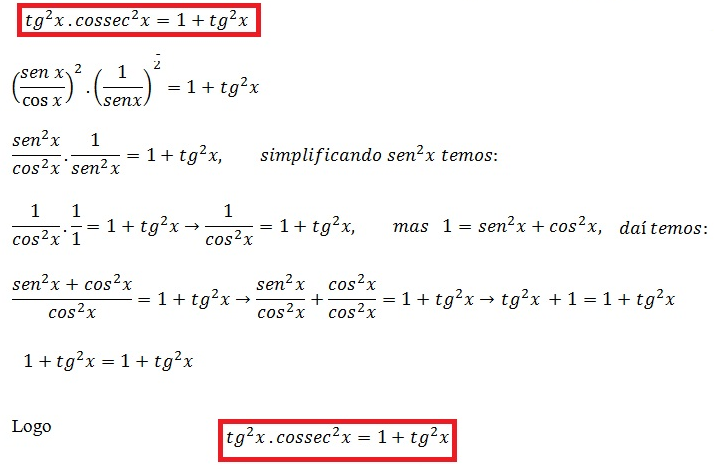 tg²x . cossec²x = 1 + tg²x
(sen x/cos x)² . (1/senx)^2 = 1 + tg²x
sen²x/cos²x . 1/sen²x = 1 + tg²x, simplificando sen²x temos:
1/cos²x . 1/1 = 1 + tg²x → 1/cos²x = 1 + tg²x, mas 1 = sen²x + cos²x, daí temos:
(sen²x + cos²x)/cos²x = 1 + tg²x → sen²x/cos²x + cos²x/cos²x = 1 + tg²x → tg²x + 1 = 1 + tg²x
1 + tg²x = 1 + tg²x
Logo
tg²x . cossec²x = 1 + tg²x